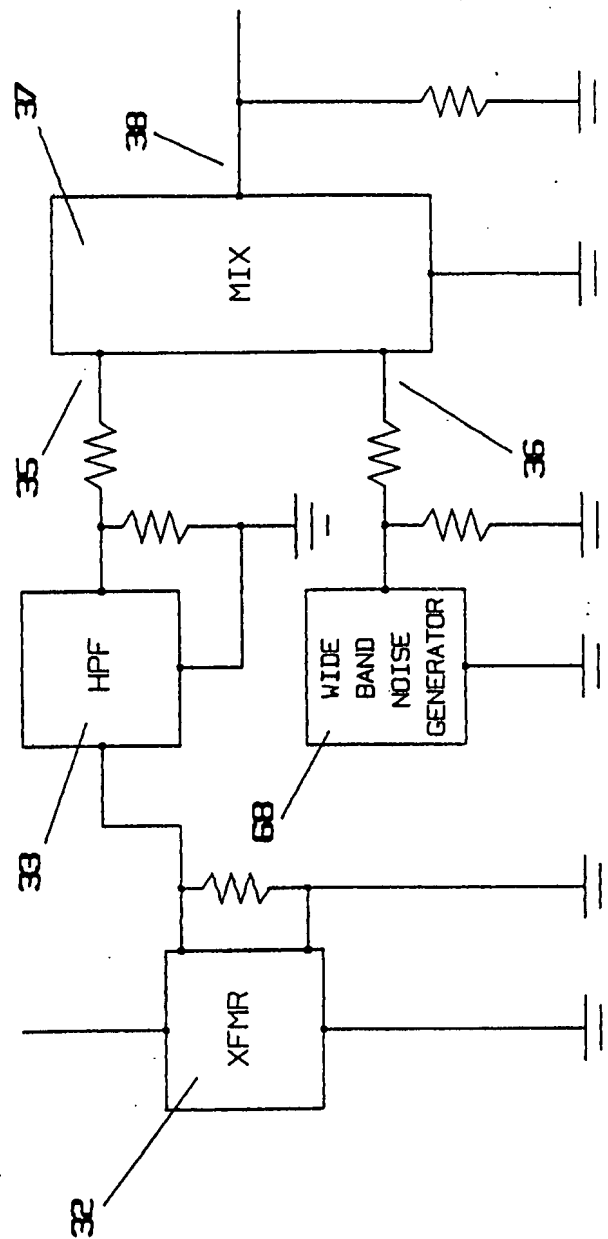 37
38
35
MIX
36
33
HPF
68
WIDE
BAND
NOISE
GENERATOR
32
XFMR